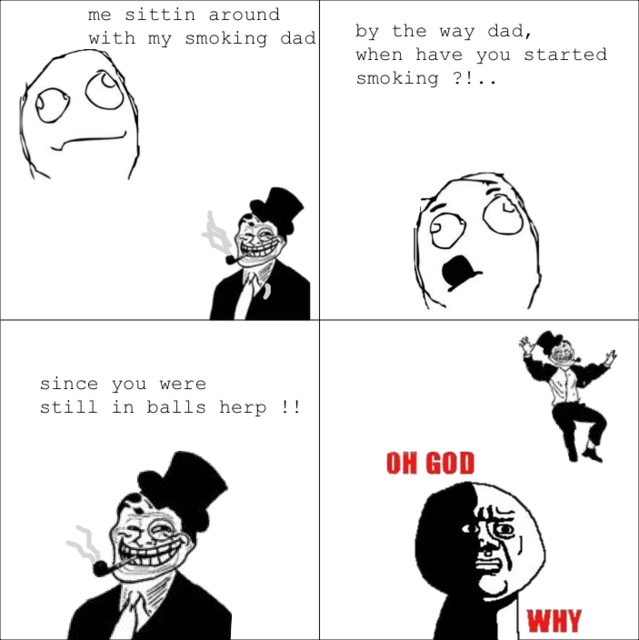 me sittin around
with my smoking dad
by the way dad,
when have you started
smoking ?!..
since you were
still in balls herp !!
OH GOD
WHY